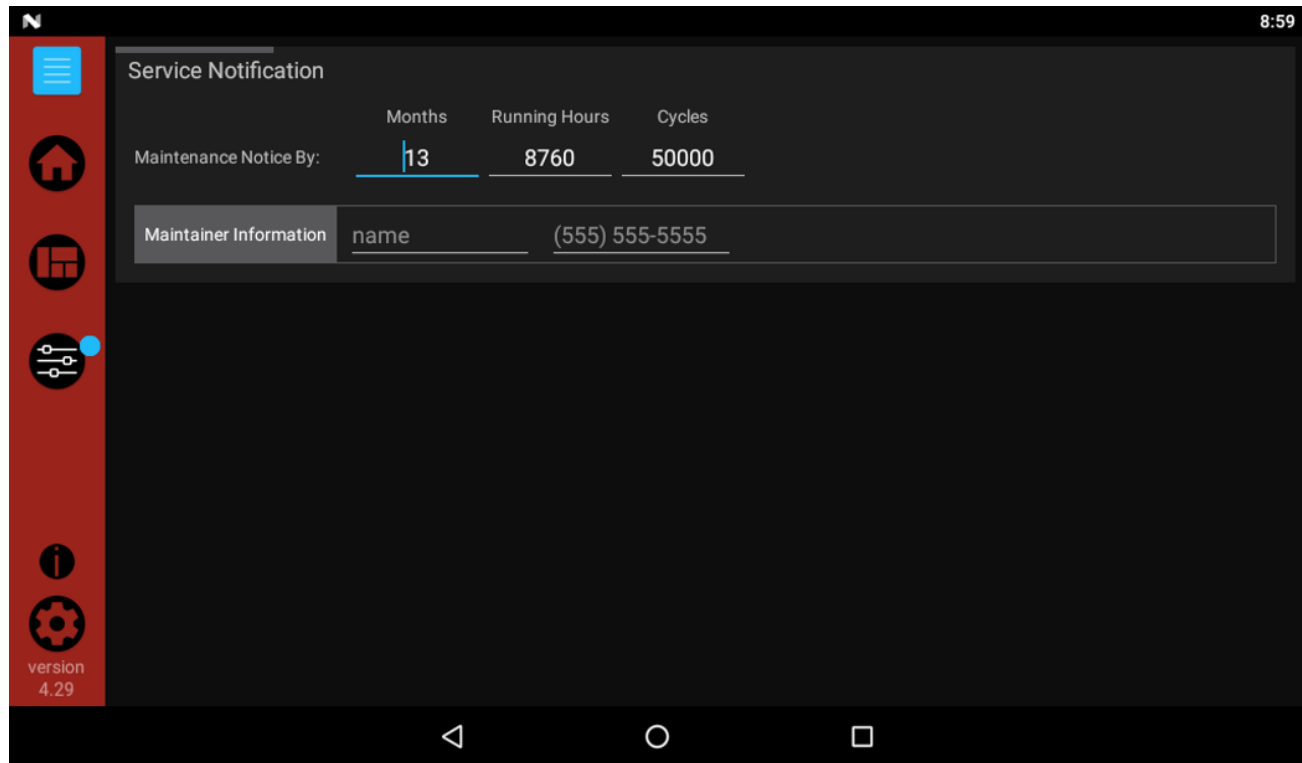 8:59
Service Notification
Months Running Hours Cycles
Maintenance Notice By: 13 8760 50000
Maintainer Information name (555) 555-5555
version
4.29